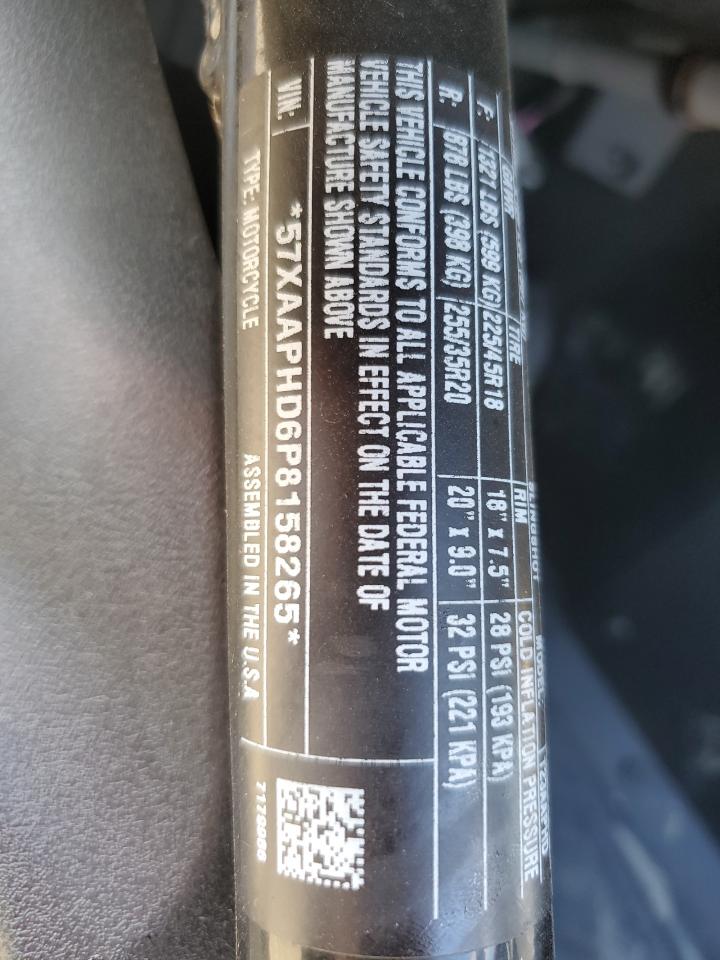 SLINGSHOT MODEL:
GAWR TIRE RIM COLD INFLATION PRESSURE
F: 1321 LBS (599 KG) 225/45R18 18" x 7.5" 28 PSI (193 KPA)
R: (398 KG) 255/35R20 20" x 9.0" 32 PSI (221 KPA)
THIS VEHICLE CONFORMS TO ALL APPLICABLE FEDERAL MOTOR
VEHICLE SAFETY STANDARDS IN EFFECT ON THE DATE OF
MANUFACTURE SHOWN ABOVE
VIN: *57XAAPHD6P8158265*
TYPE: MOTORCYCLE ASSEMBLED IN THE U.S.A